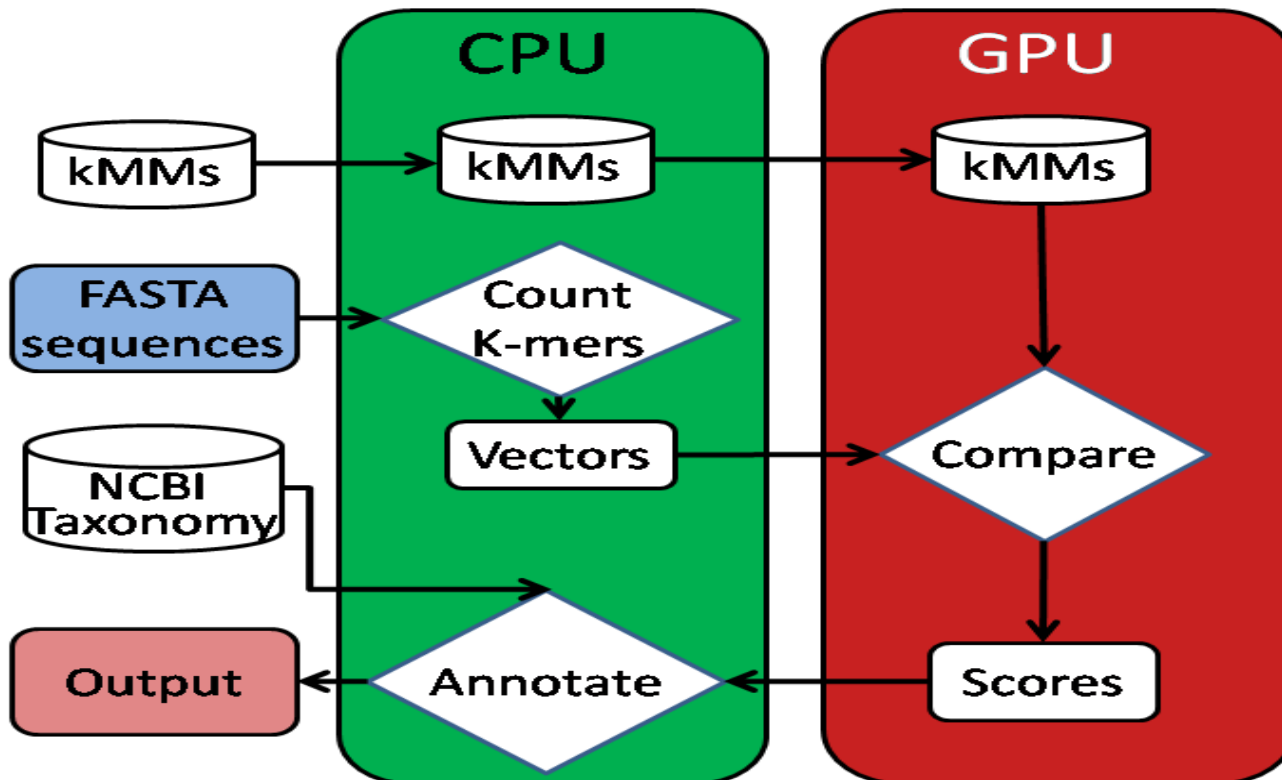 CPU
GPU
kMMs
kMMs
kMMs
FASTA
sequences
Count
K-mers
Vectors
Compare
NCBI
Taxonomy
Output
Annotate
Scores